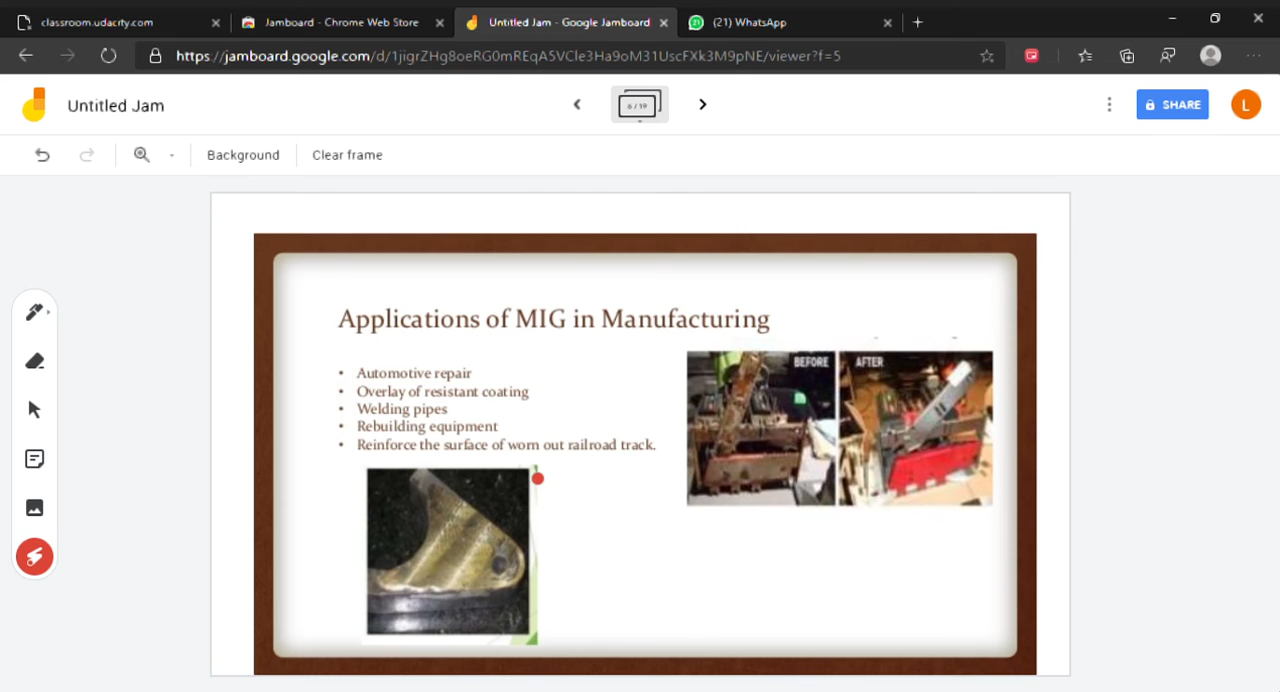 classroom.udacity.com
Jamboard - Chrome Web Store
Untitled Jam - Google Jamboard
(21) WhatsApp
https://jamboard.google.com/d/1jigrZHg8oeRG0mREqA5VCle3Ha9oM31UscFXk3M9pNE/viewer?f=5
Untitled Jam
6 / 19
SHARE
L
Background
Clear frame
Applications of MIG in Manufacturing
• Automotive repair
• Overlay of resistant coating
• Welding pipes
• Rebuilding equipment
• Reinforce the surface of worn out railroad track.
BEFORE
AFTER